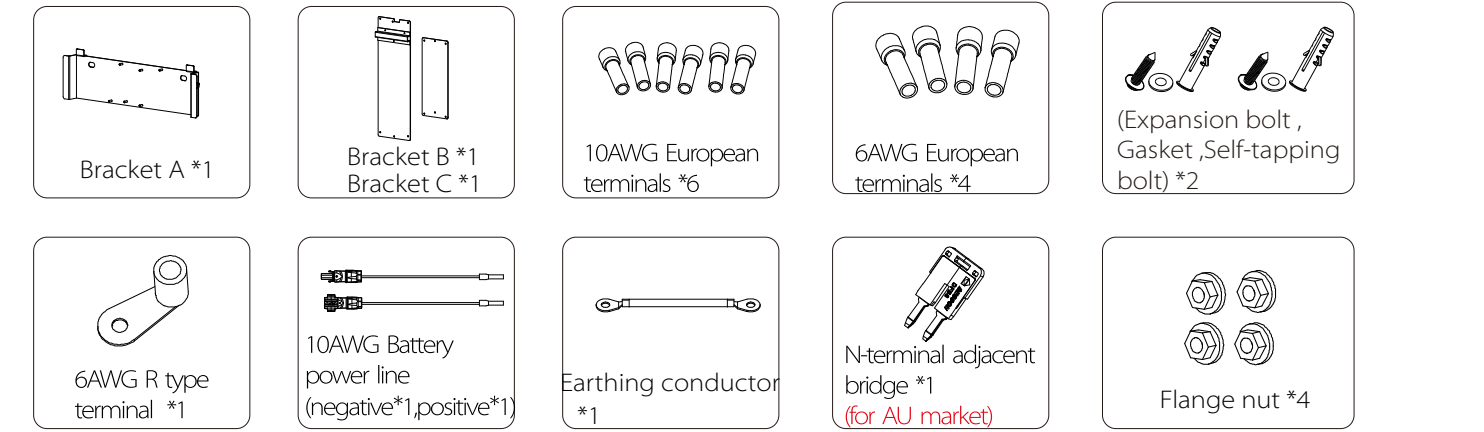 Bracket A *1
Bracket B *1
Bracket C *1
10AWG European
terminals *6
6AWG European
terminals *4
(Expansion bolt ,
Gasket ,Self-tapping
bolt) *2
6AWG R type
terminal *1
10AWG Battery
power line
(negative*1,positive*1)
Earthing conductor
*1
N-terminal adjacent
bridge *1
(for AU market)
Flange nut *4